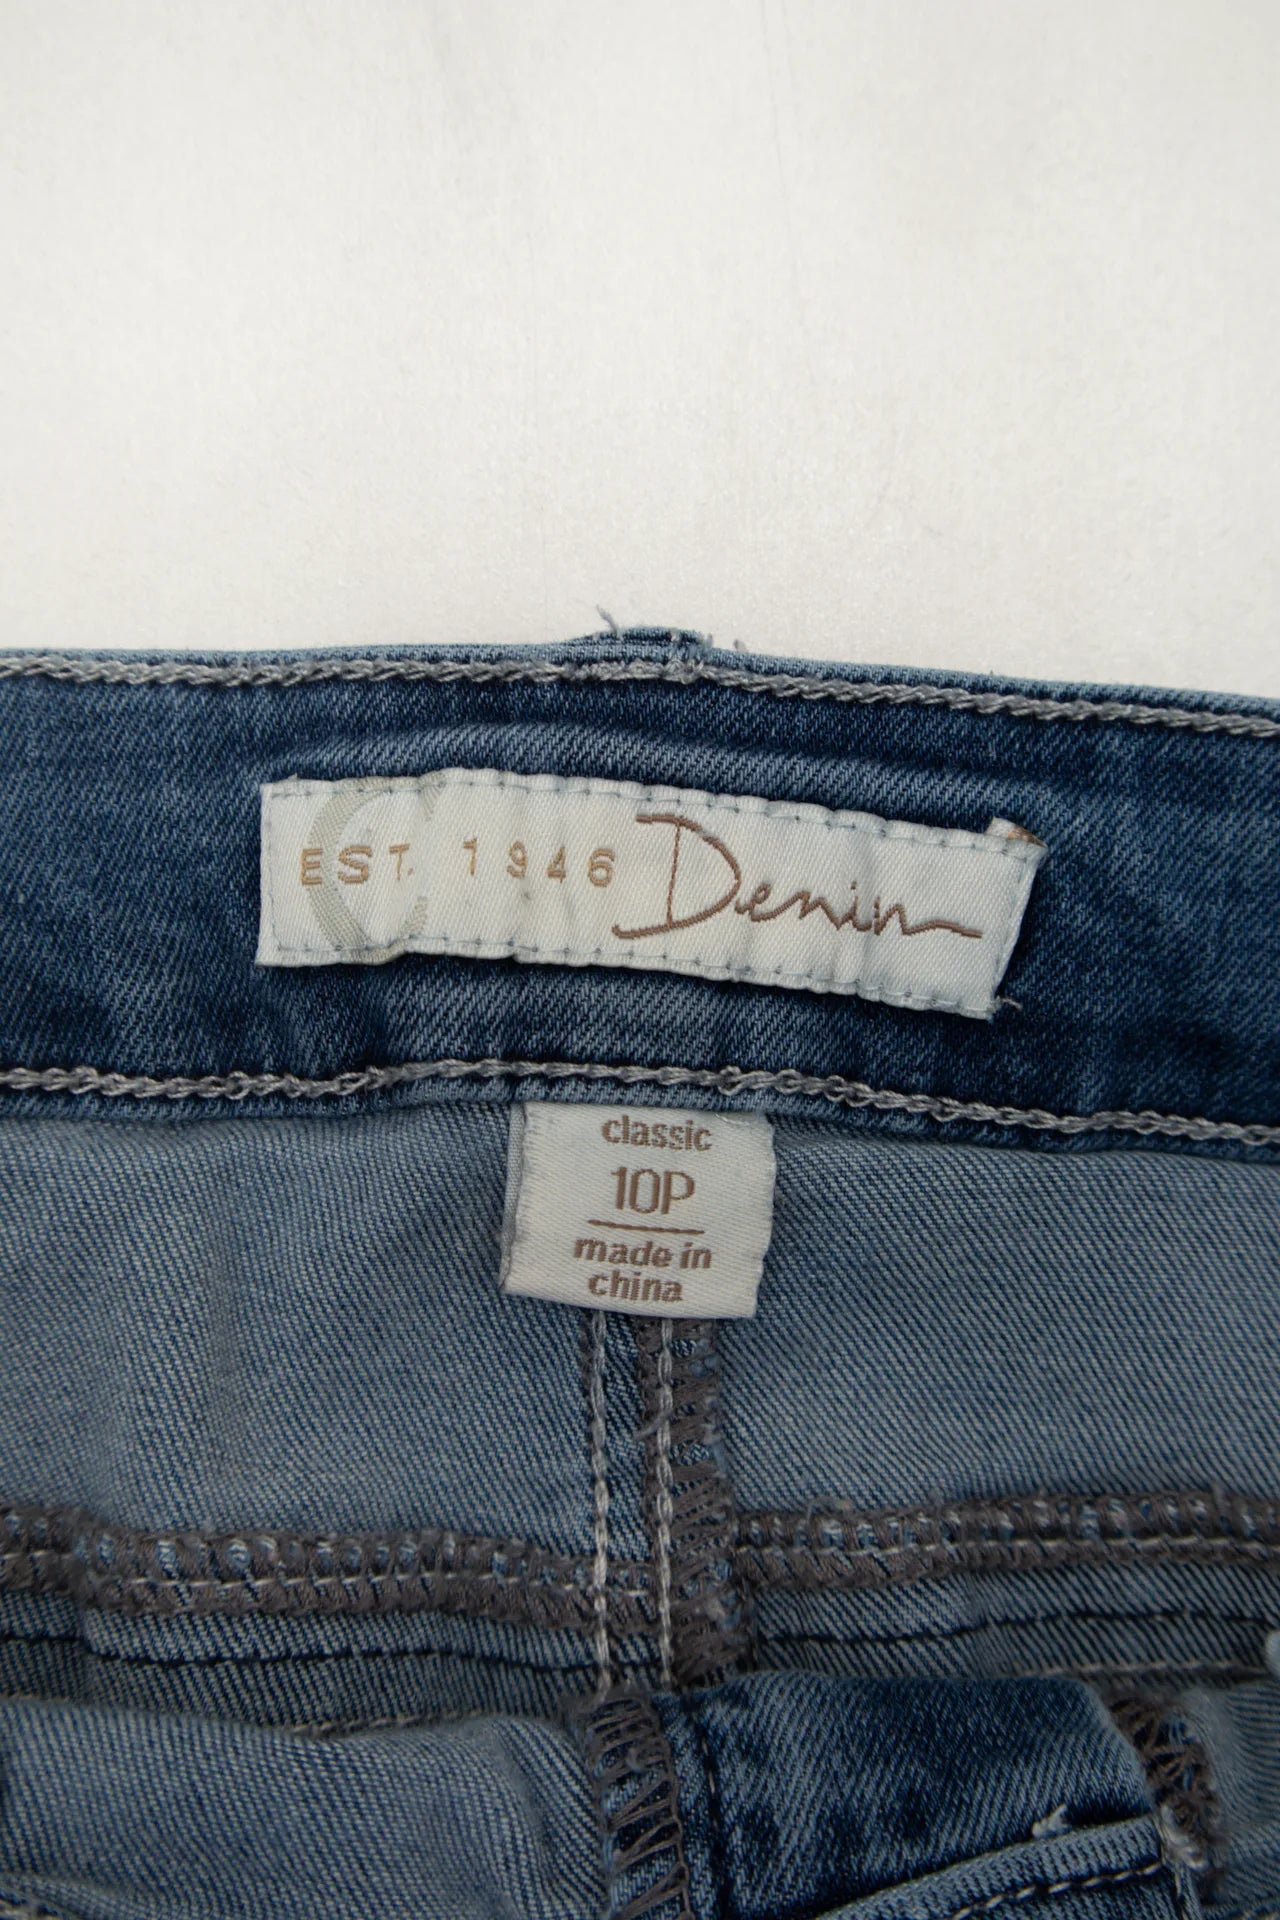 EST. 1946 Denim
classic
10P
made in
china